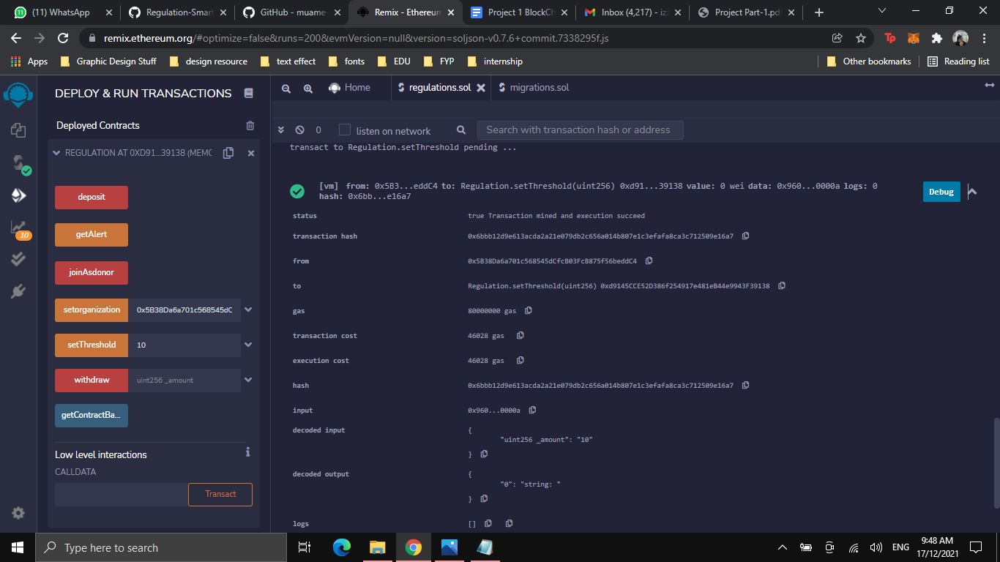 (11) WhatsApp
Regulation-Smart
GitHub - muame
Remix - Ethereum
Project 1 BlockCh
Inbox (4,217) - iz
Project Part-1.pd
remix.ethereum.org/#optimize=false&runs=200&evmVersion=null&version=soljson-v0.7.6+commit.7338295f.js
Apps
Graphic Design Stuff
design resource
text effect
fonts
EDU
FYP
internship
Other bookmarks
Reading list
DEPLOY & RUN TRANSACTIONS
Home
regulations.sol
migrations.sol
Deployed Contracts
0
listen on network
Search with transaction hash or address
REGULATION AT 0XD91...39138 (MEMO
transact to Regulation.setThreshold pending ...
[vm] from: 0x5B3...eddC4 to: Regulation.setThreshold(uint256) 0xd91...39138 value: 0 wei data: 0x960...0000a logs: 0
hash: 0x6bb...e16a7
Debug
deposit
getAlert
joinAsdonor
setorganization
0x5B38Da6a701c568545dC
setThreshold
10
withdraw
uint256 _amount
getContractBa...
Low level interactions
CALLDATA
Transact
10
status
true Transaction mined and execution succeed
transaction hash
0x6bbb12d9e613acda2a21e079db2c656a014b807e1c3efafa8ca3c712509e16a7
from
0x5B38Da6a701c568545dCfcB03FcB875f56beddC4
to
Regulation.setThreshold(uint256) 0xd9145CCE52D386f254917e481eB44e9943F39138
gas
80000000 gas
transaction cost
46028 gas
execution cost
46028 gas
hash
0x6bbb12d9e613acda2a21e079db2c656a014b807e1c3efafa8ca3c712509e16a7
input
0x960...0000a
decoded input
{
"uint256 _amount": "10"
}
decoded output
{
"0": "string: "
}
logs
[]
Type here to search
ENG
9:48 AM
17/12/2021